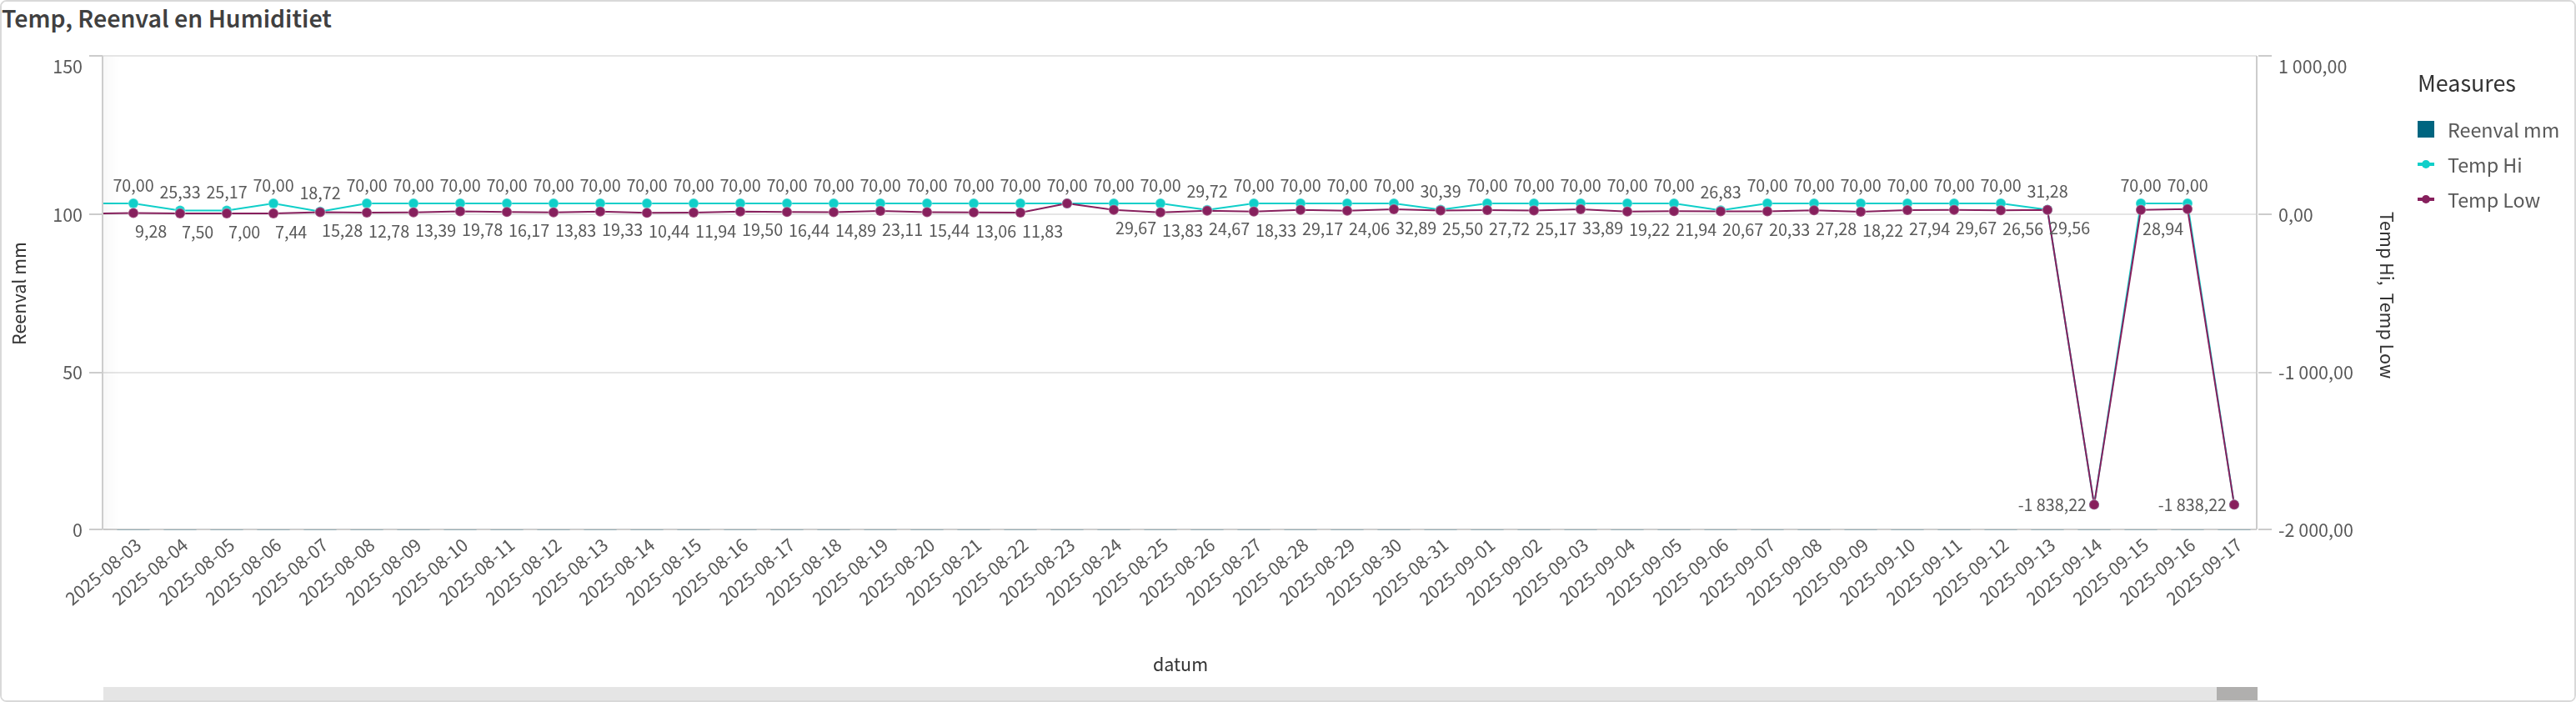 Temp, Reenval en Humiditiet
150
100
50
0
Reenval mm
1 000,00
0,00
-1 000,00
-2 000,00
Temp Hi, Temp Low
Measures
Reenval mm
Temp Hi
Temp Low
70,00 25,33 25,17 70,00 18,72 70,00 70,00 70,00 70,00 70,00 70,00 70,00 70,00 70,00 70,00 70,00 70,00 70,00 70,00 70,00 70,00 70,00 70,00 29,72 70,00 70,00 70,00 70,00 30,39 70,00 70,00 70,00 70,00 70,00 26,83 70,00 70,00 70,00 70,00 70,00 70,00 31,28 70,00 70,00
9,28 7,50 7,00 7,44 15,28 12,78 13,39 19,78 16,17 13,83 19,33 10,44 11,94 19,50 16,44 14,89 23,11 15,44 13,06 11,83 29,67 13,83 24,67 18,33 29,17 24,06 32,89 25,50 27,72 25,17 33,89 19,22 21,94 20,67 20,33 27,28 18,22 27,94 29,67 26,56 29,56 28,94
-1 838,22 -1 838,22
2025-08-03 2025-08-04 2025-08-05 2025-08-06 2025-08-07 2025-08-08 2025-08-09 2025-08-10 2025-08-11 2025-08-12 2025-08-13 2025-08-14 2025-08-15 2025-08-16 2025-08-17 2025-08-18 2025-08-19 2025-08-20 2025-08-21 2025-08-22 2025-08-23 2025-08-24 2025-08-25 2025-08-26 2025-08-27 2025-08-28 2025-08-29 2025-08-30 2025-08-31 2025-09-01 2025-09-02 2025-09-03 2025-09-04 2025-09-05 2025-09-06 2025-09-07 2025-09-08 2025-09-09 2025-09-10 2025-09-11 2025-09-12 2025-09-13 2025-09-14 2025-09-15 2025-09-16 2025-09-17
datum